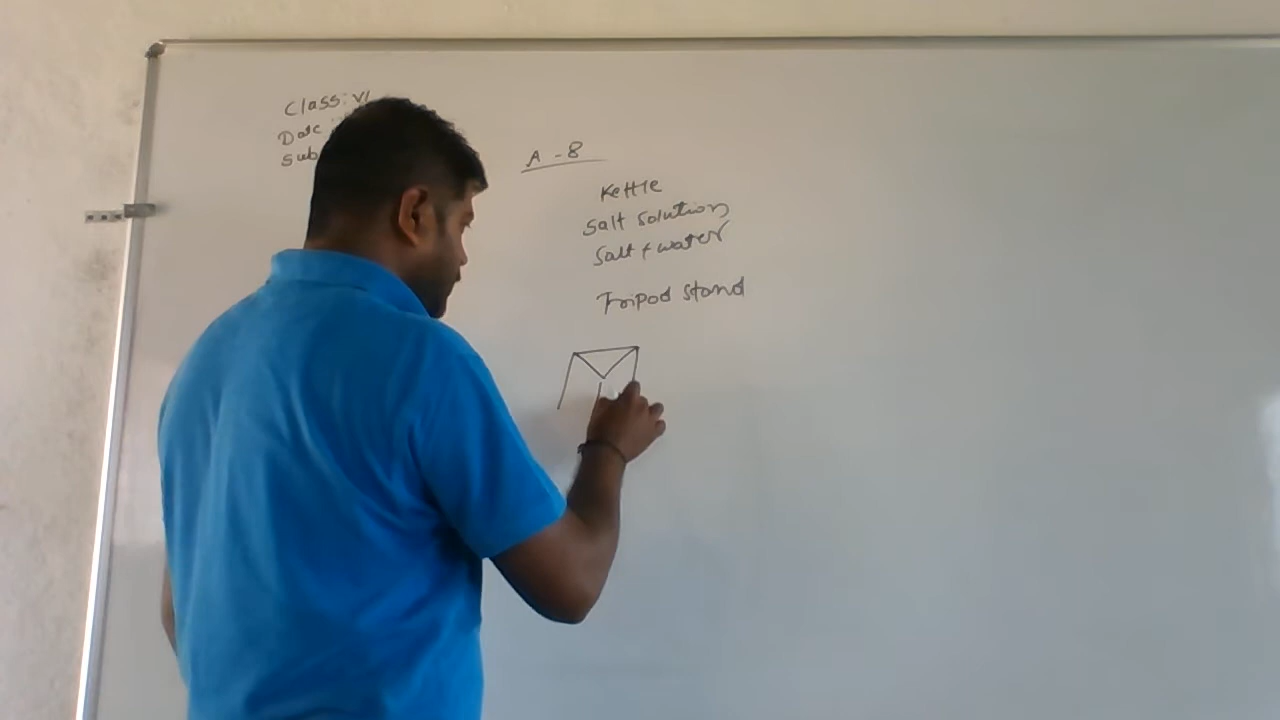 Class: VI
Date :
Sub
A - 8
Kettle
Salt solution
Salt + water
Tripod stand